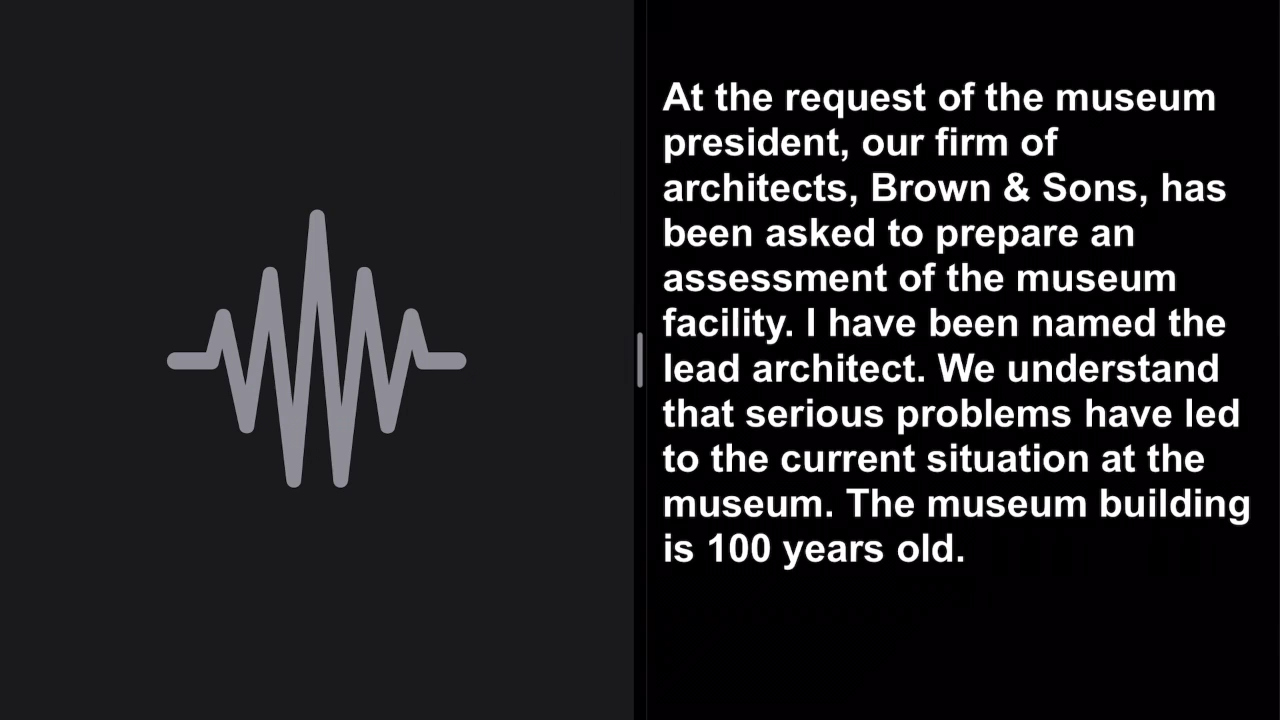 At the request of the museum
president, our firm of
architects, Brown & Sons, has
been asked to prepare an
assessment of the museum
facility. I have been named the
lead architect. We understand
that serious problems have led
to the current situation at the
museum. The museum building
is 100 years old.